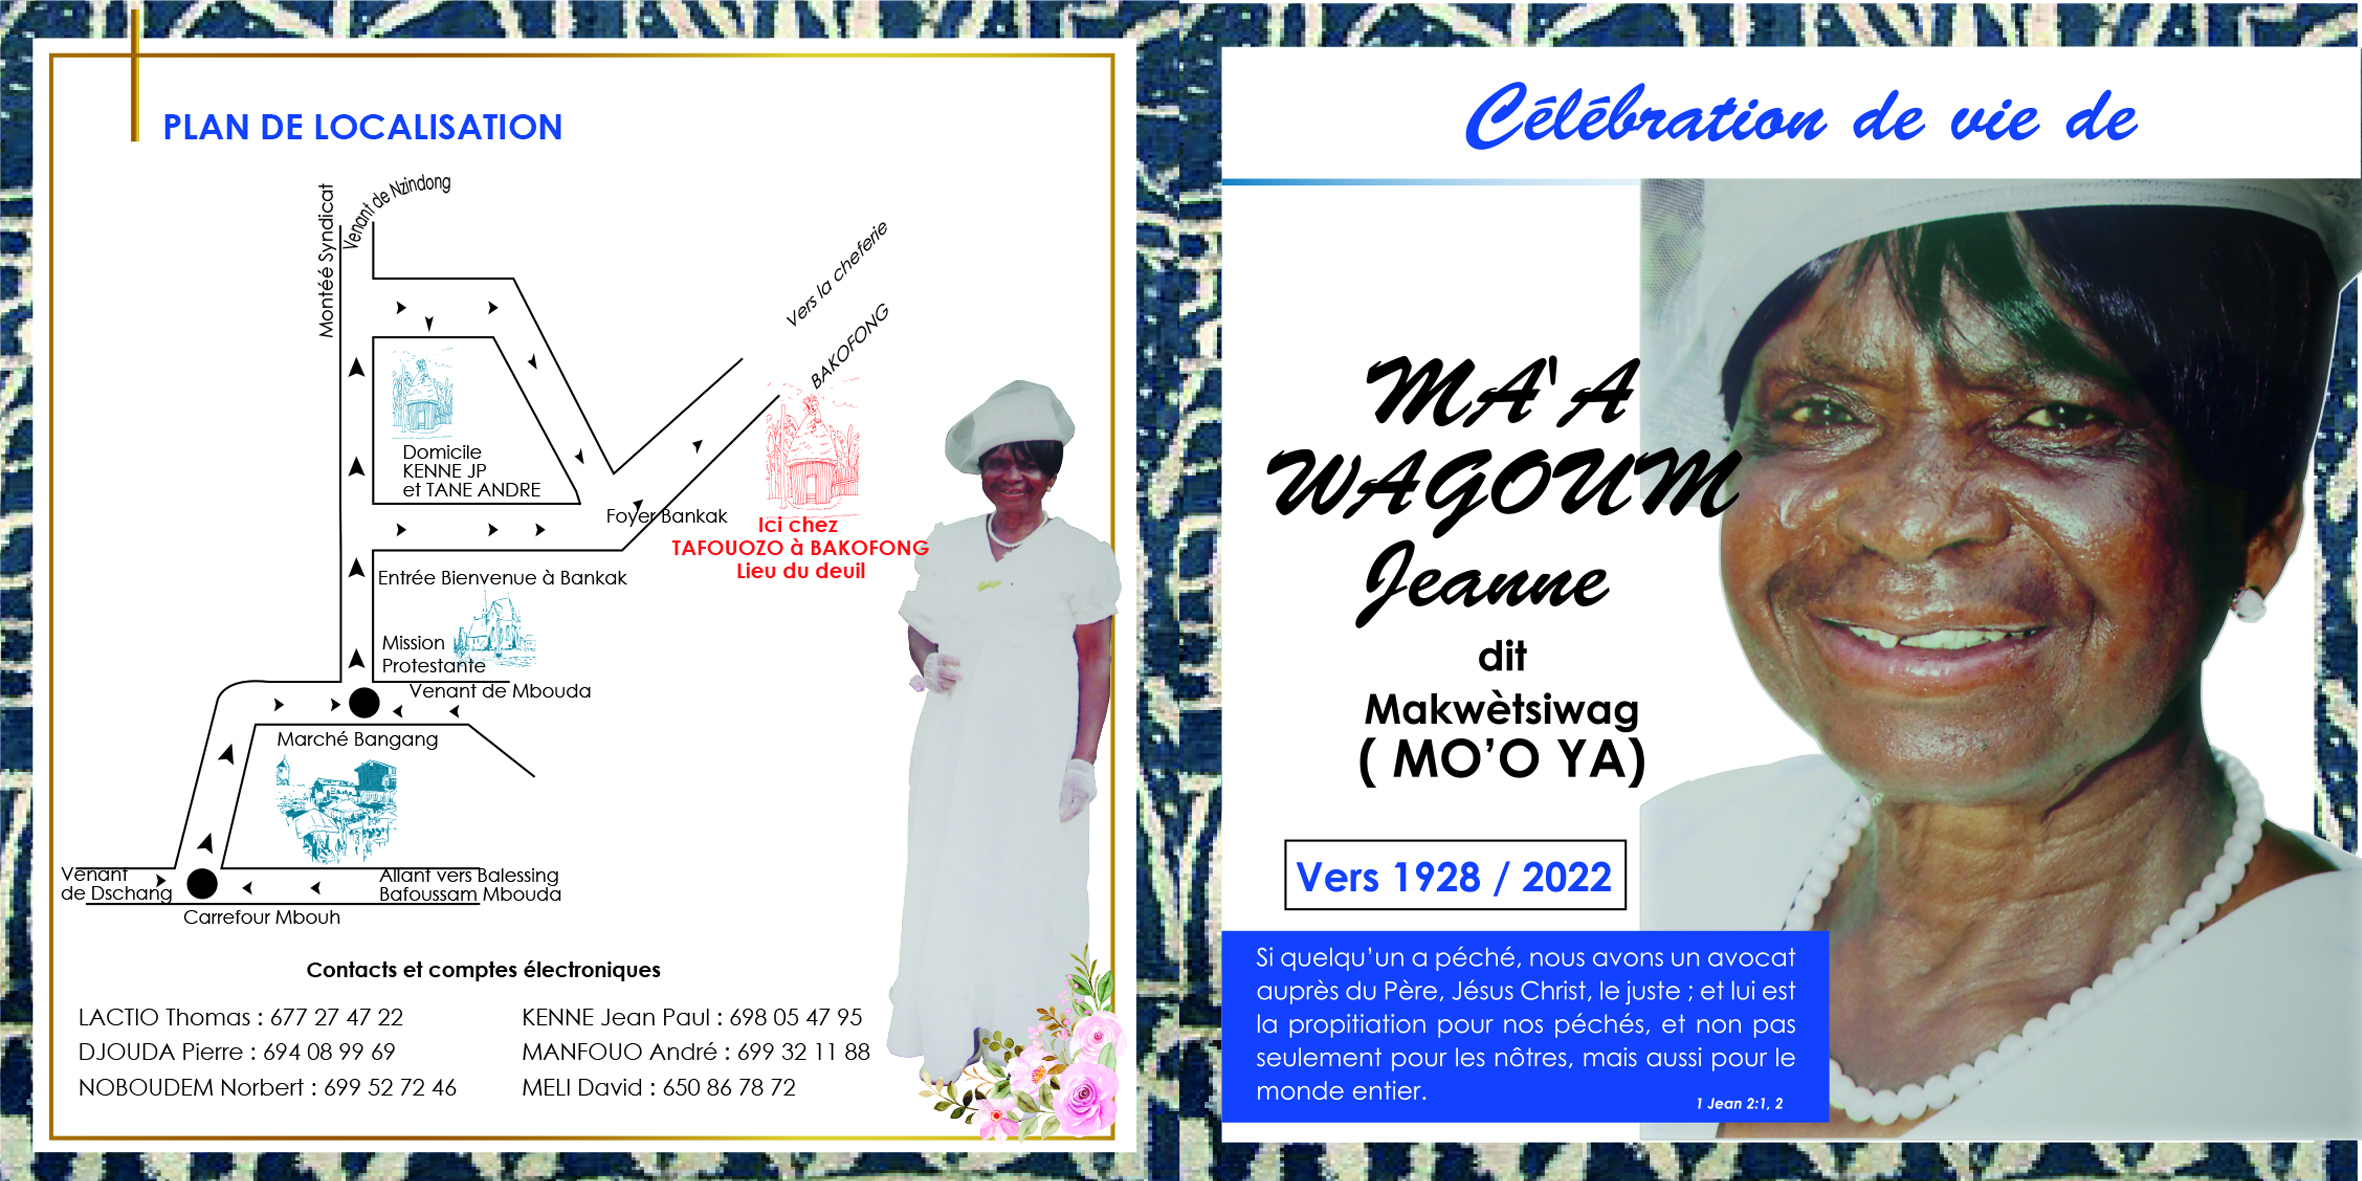 PLAN DE LOCALISATION
Montéé Syndicat
Venant de Nzindong
Vers la cheferie
BAKOFONG
Domicile
KENNE JP
et TANE ANDRE
Foyer Bankak
Ici chez
TAFOUOZO à BAKOFONG
Lieu du deuil
Entrée Bienvenue à Bankak
Mission
Protestante
Venant de Mbouda
Marché Bangang
Venant
de Dschang
Allant vers Balessing
Bafoussam Mbouda
Carrefour Mbouh
Contacts et comptes électroniques
LACTIO Thomas : 677 27 47 22
DJOUDA Pierre : 694 08 99 69
NOBOUDEM Norbert : 699 52 72 46
KENNE Jean Paul : 698 05 47 95
MANFOUO André : 699 32 11 88
MELI David : 650 86 78 72
Célébration de vie de
MA‘A
WAGOUM
Jeanne
dit
Makwètsiwag
( MO’O YA)
Vers 1928 / 2022
Si quelqu’un a péché, nous avons un avocat
auprès du Père, Jésus Christ, le juste ; et lui est
la propitiation pour nos péchés, et non pas
seulement pour les nôtres, mais aussi pour le
monde entier.
1 Jean 2:1, 2